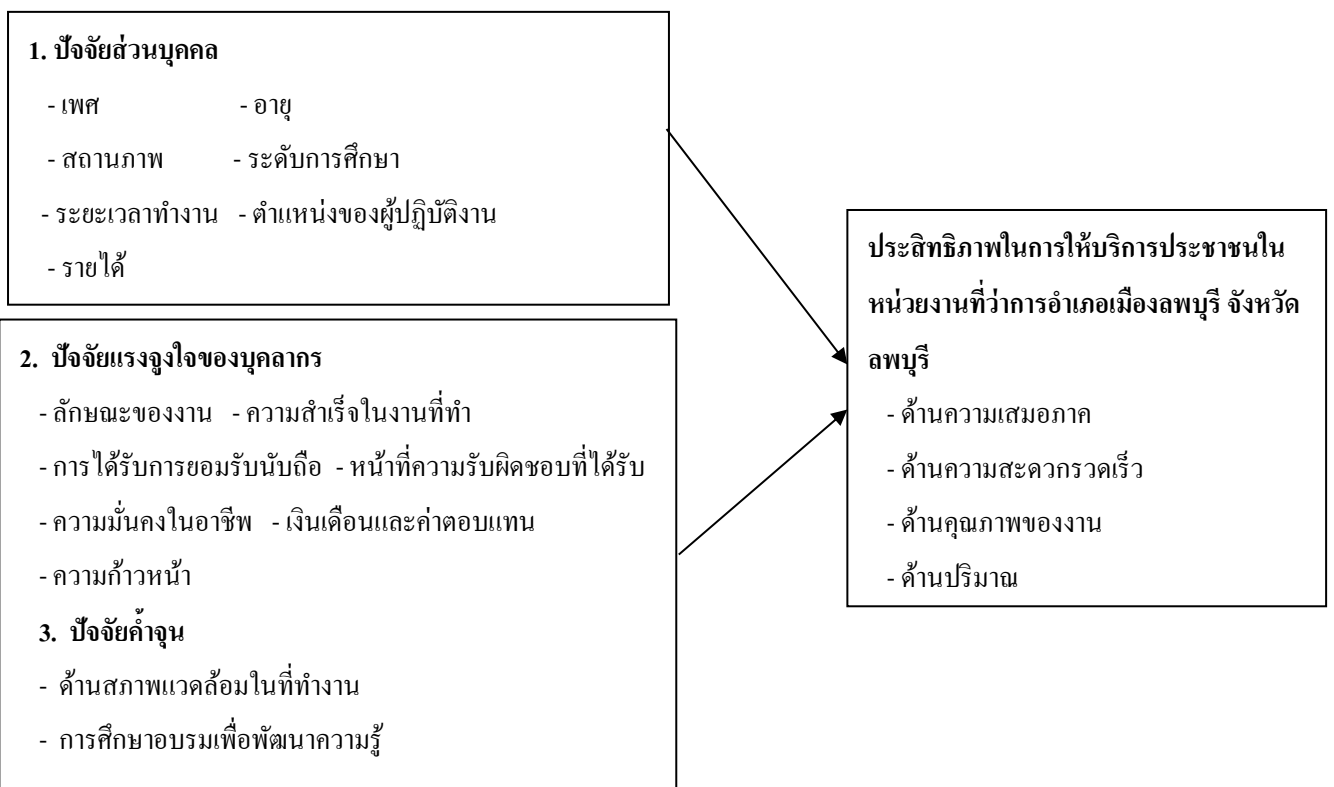 1. ปัจจัยส่วนบุคคล
- เพศ - อายุ
- สถานภาพ - ระดับการศึกษา
- ระยะเวลาทำงาน - ตำแหน่งของผู้ปฏิบัติงาน
- รายได้
2. ปัจจัยแรงจูงใจของบุคลากร
- ลักษณะของงาน - ความสำเร็จในงานที่ทำ
- การได้รับการยอมรับนับถือ - หน้าที่ความรับผิดชอบที่ได้รับ
- ความมั่นคงในอาชีพ - เงินเดือนและค่าตอบแทน
- ความก้าวหน้า
3. ปัจจัยค้ำจุน
- ด้านสภาพแวดล้อมในที่ทำงาน
- การศึกษาอบรมเพื่อพัฒนาความรู้
ประสิทธิภาพในการให้บริการประชาชนใน
หน่วยงานที่ว่าการอำเภอเมืองลพบุรี จังหวัด
ลพบุรี
- ด้านความเสมอภาค
- ด้านความสะดวกรวดเร็ว
- ด้านคุณภาพของงาน
- ด้านปริมาณ